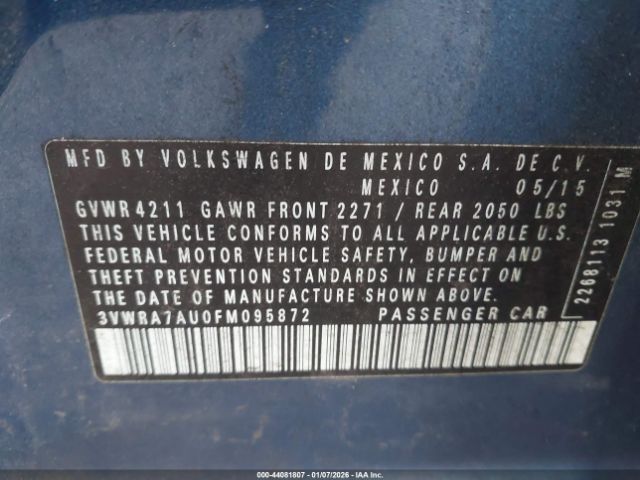 MFD BY VOLKSWAGEN DE MEXICO S.A. DE C.V.
MEXICO 05/15
GVWR 4211 GAWR FRONT 2271 / REAR 2050 LBS
THIS VEHICLE CONFORMS TO ALL APPLICABLE U.S.
FEDERAL MOTOR VEHICLE SAFETY, BUMPER AND
THEFT PREVENTION STANDARDS IN EFFECT ON
THE DATE OF MANUFACTURE SHOWN ABOVE.
3VWRA7AU0FM095872 PASSENGER CAR
2268113 1031 M
000-44081807 - 01/07/2026 - IAA Inc.